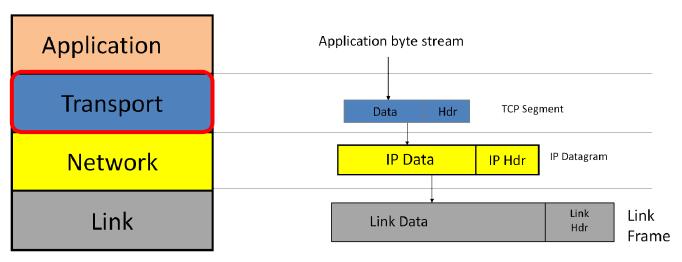 Application
Application byte stream
Transport
Data Hdr
TCP Segment
Network
IP Data
IP Hdr
IP Datagram
Link
Link Data
Link
Hdr
Link
Frame